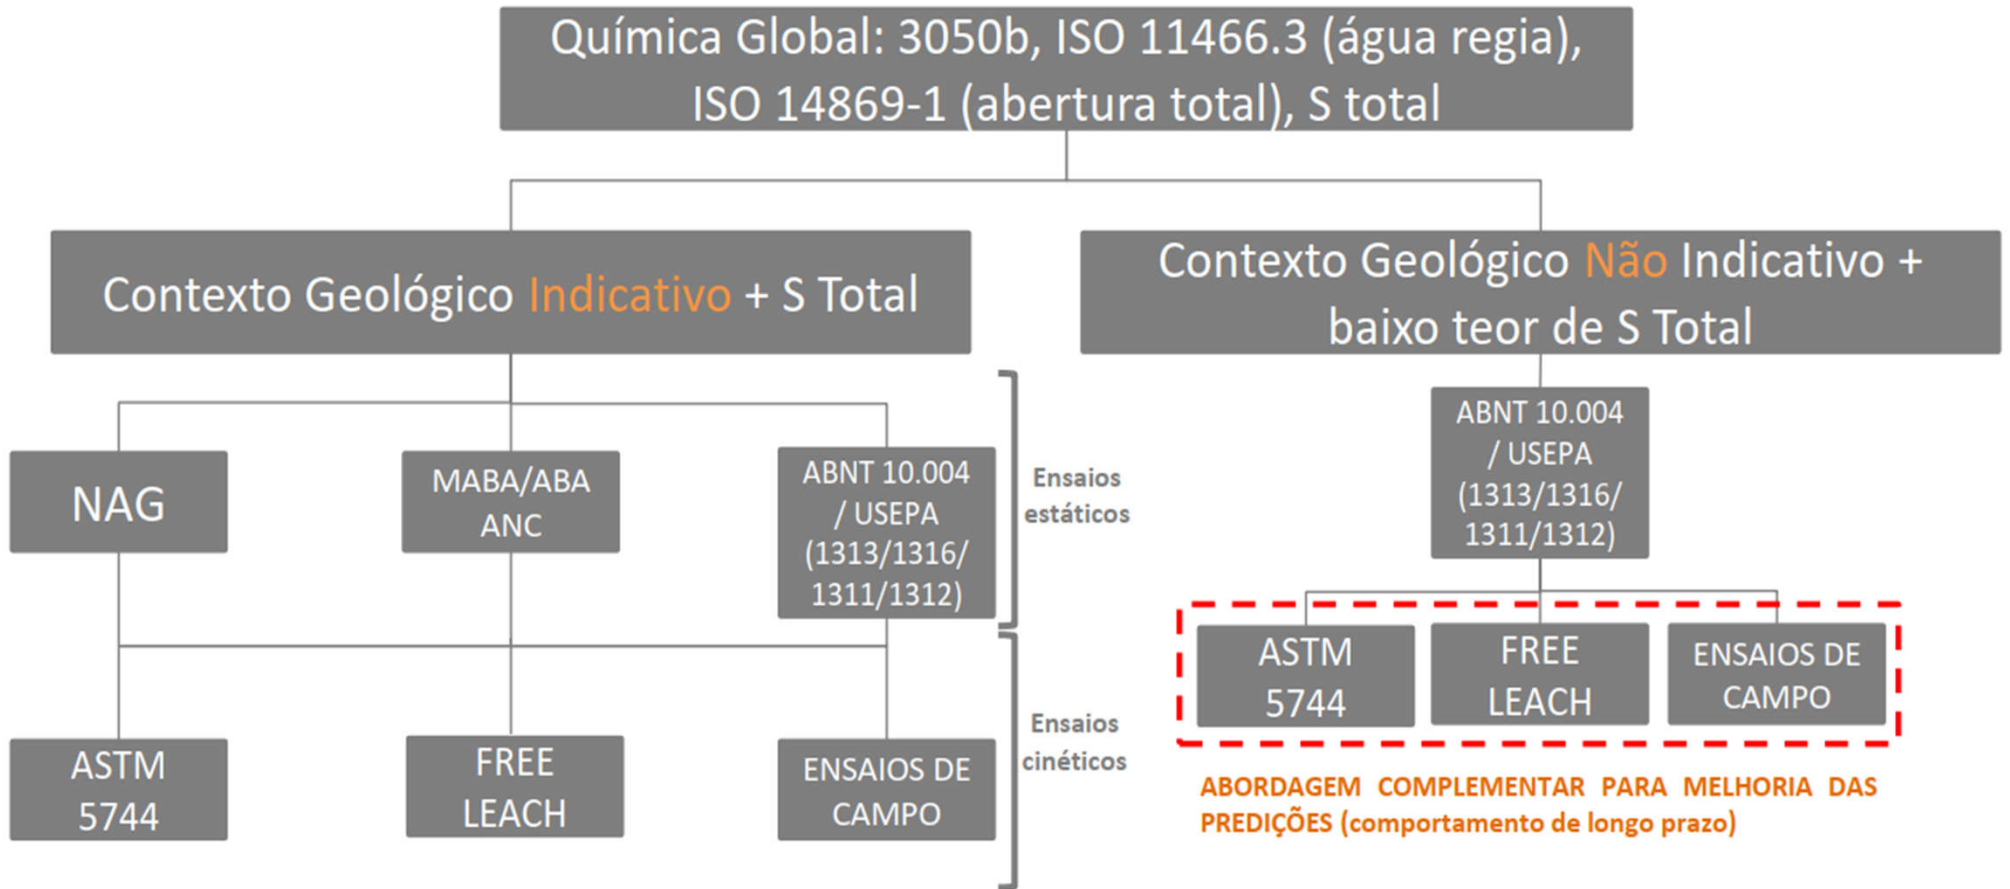 Química Global: 3050b, ISO 11466.3 (água regia),
ISO 14869-1 (abertura total), S total
Contexto Geológico Indicativo + S Total
Contexto Geológico Não Indicativo +
baixo teor de S Total
NAG
MABA/ABA
ANC
ABNT 10.004
/ USEPA
(1313/1316/
1311/1312)
Ensaios
estáticos
ABNT 10.004
/ USEPA
(1313/1316/
1311/1312)
ASTM
5744
FREE
LEACH
ENSAIOS DE
CAMPO
Ensaios
cinéticos
ASTM
5744
FREE
LEACH
ENSAIOS DE
CAMPO
ABORDAGEM COMPLEMENTAR PARA MELHORIA DAS
PREDIÇÕES (comportamento de longo prazo)